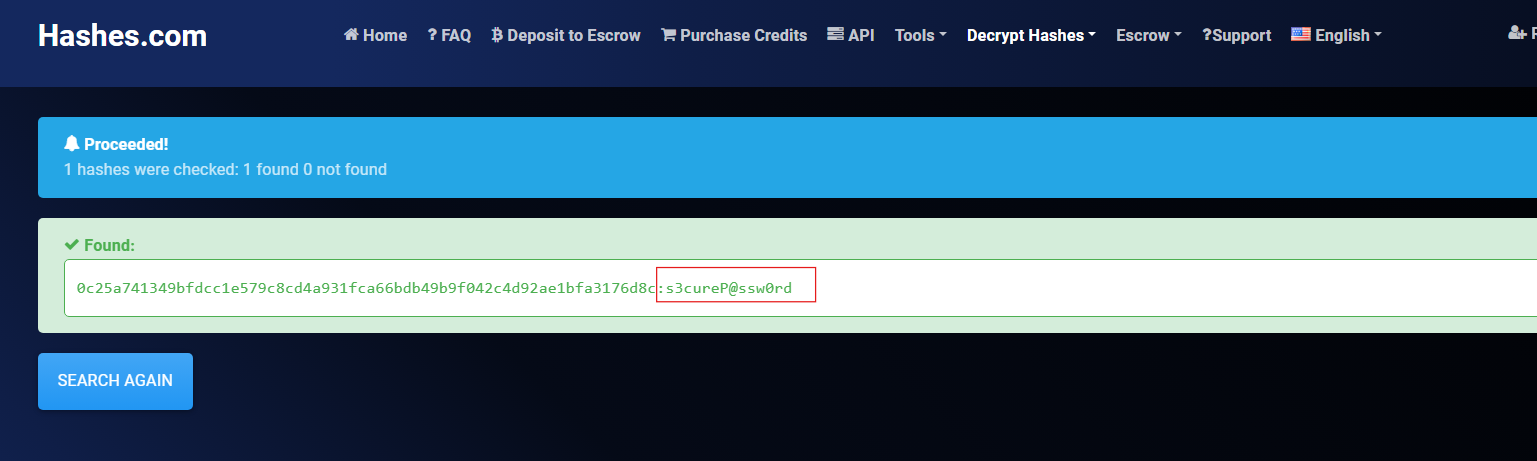 Hashes.com Home ? FAQ Deposit to Escrow Purchase Credits API Tools Decrypt Hashes Escrow ?Support English
Proceeded!
1 hashes were checked: 1 found 0 not found
Found:
0c25a741349bfdcc1e579c8cd4a931fca66bdb49b9f042c4d92ae1bfa3176d8c:s3cureP@ssw0rd
SEARCH AGAIN